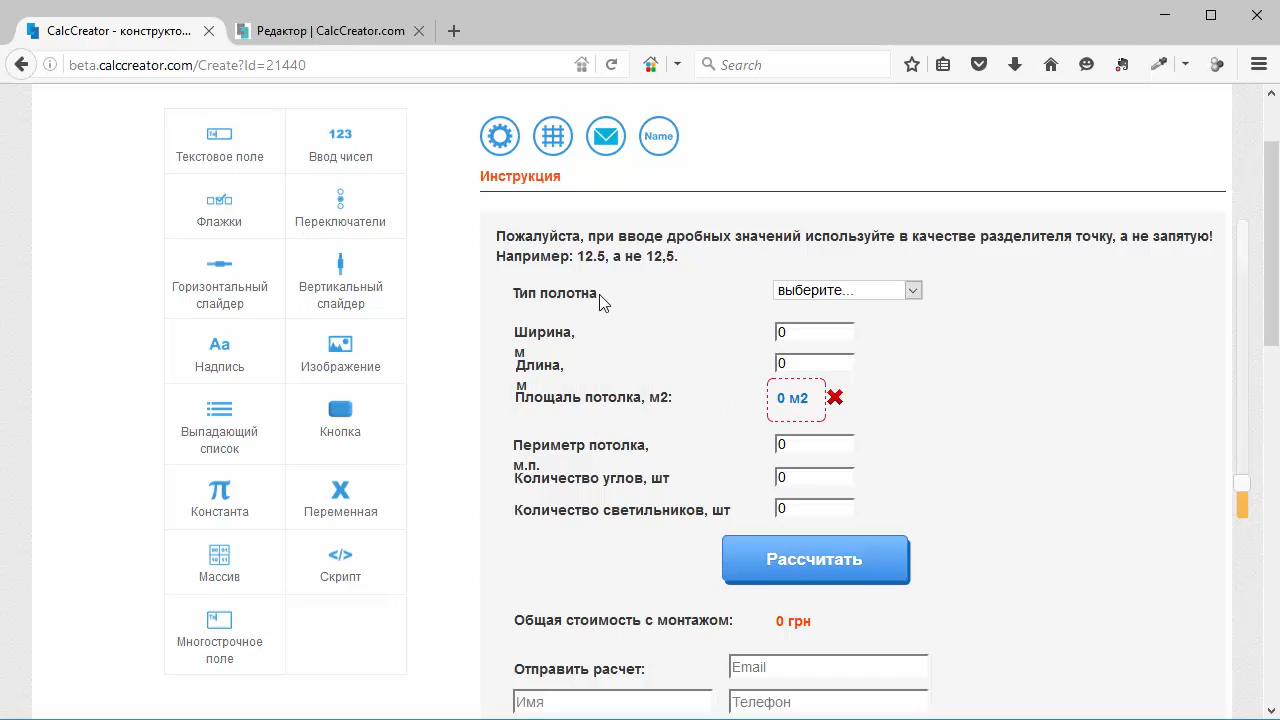 CalcCreator - конструкто...
Редактор | CalcCreator.com
beta.calccreator.com/Create?Id=21440
Search
Текстовое поле
123
Ввод чисел
Флажки
Переключатели
Горизонтальный
слайдер
Вертикальный
слайдер
Aa
Надпись
Изображение
Выпадающий
список
Кнопка
π
Константа
X
Переменная
Массив
</>
Скрипт
Многострочное
поле
Name
Инструкция
Пожалуйста, при вводе дробных значений используйте в качестве разделителя точку, а не запятую!
Например: 12.5, а не 12,5.
Тип полотна
выберите...
Ширина,
м
0
Длина,
м
0
Площаль потолка, м2:
0 м2
Периметр потолка,
м.п.
0
Количество углов, шт
0
Количество светильников, шт
0
Рассчитать
Общая стоимость с монтажом:
0 грн
Отправить расчет:
Email
Имя
Телефон